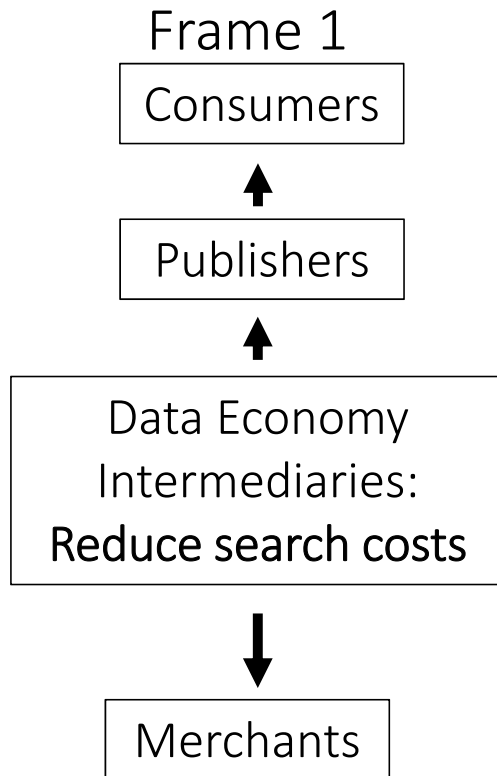 Frame 1
Consumers
Publishers
Data Economy
Intermediaries:
Reduce search costs
Merchants